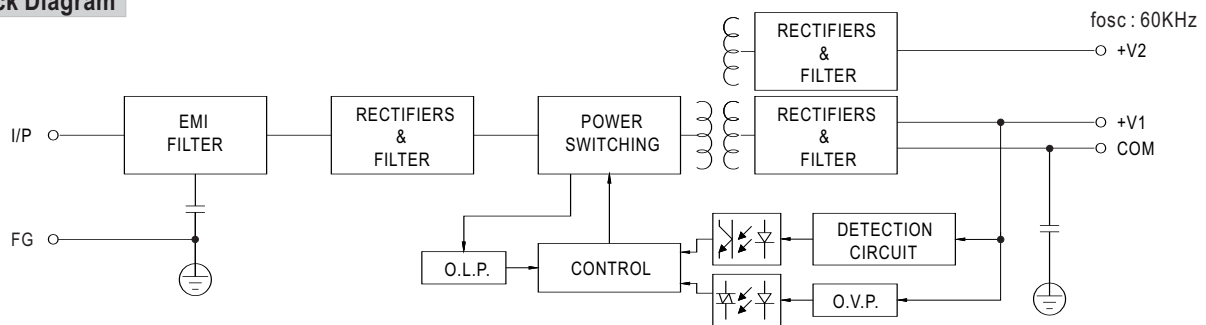 ck Diagram
fosc : 60KHz
RECTIFIERS
&
FILTER
+V2
I/P
EMI
FILTER
RECTIFIERS
&
FILTER
POWER
SWITCHING
RECTIFIERS
&
FILTER
+V1
COM
FG
O.L.P.
CONTROL
DETECTION
CIRCUIT
O.V.P.